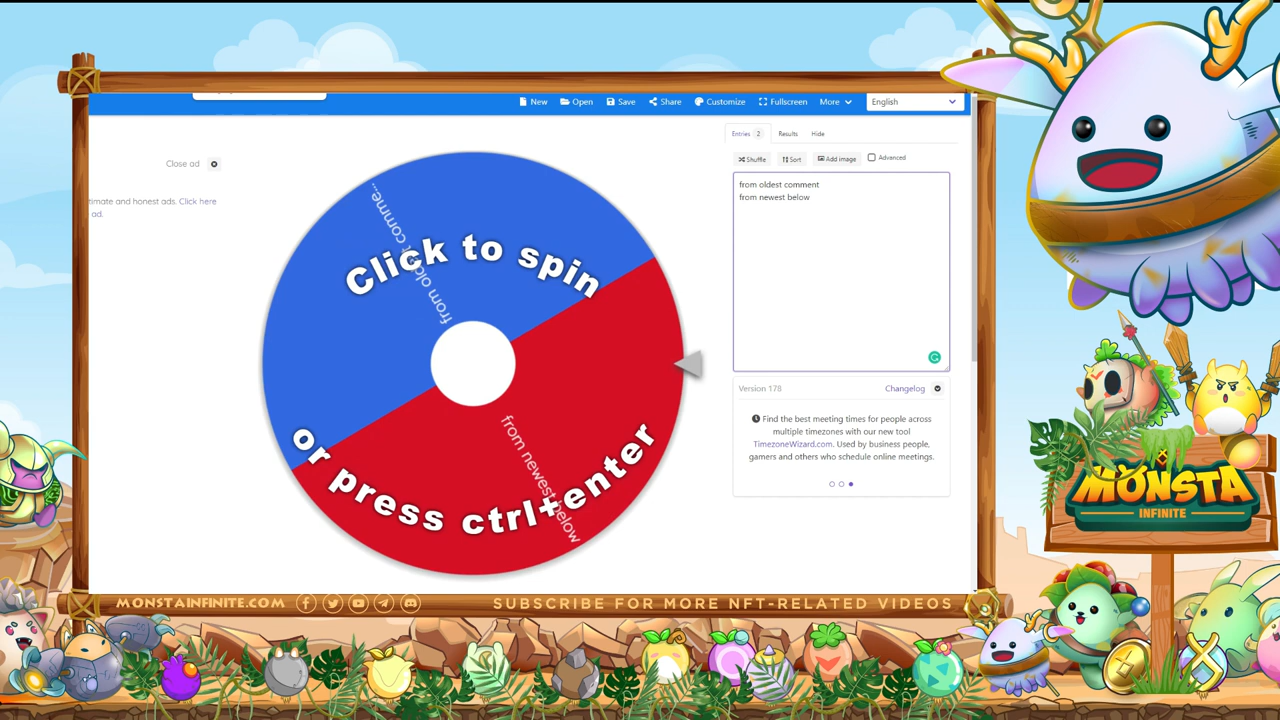 New Open Save Share Customize Fullscreen More English
Close ad
timate and honest ads. Click here
ad.
Entries 2 Results Hide
Shuffle Sort Add image Advanced
from oldest comment
from newest below
from oldest comme...
Click to spin
or press ctrl+enter
from newest below
Version 178 Changelog
Find the best meeting times for people across
multiple timezones with our new tool
TimezoneWizard.com. Used by business people,
gamers and others who schedule online meetings.
MONSTA
INFINITE
MONSTAINFINITE.COM
SUBSCRIBE FOR MORE NFT-RELATED VIDEOS